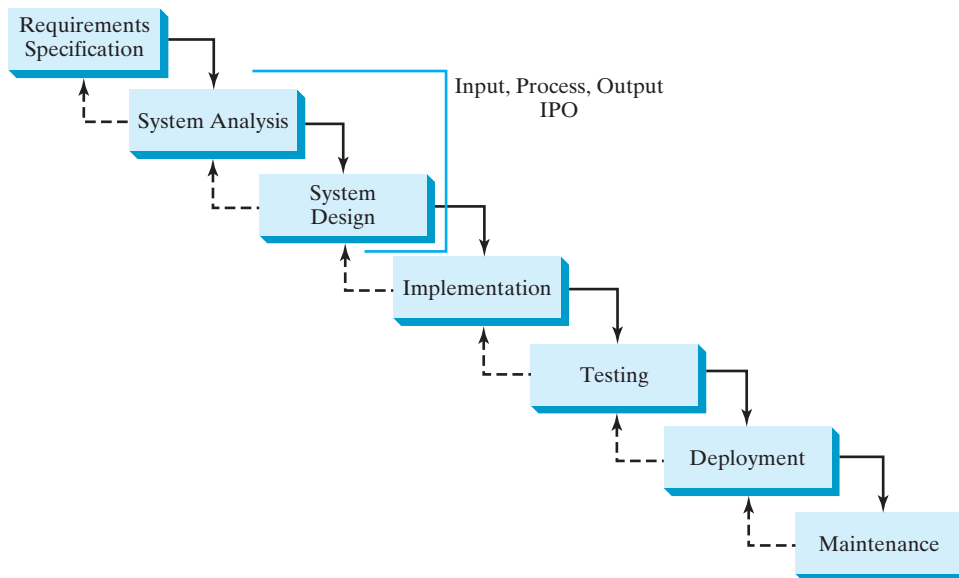 Requirements
Specification
Input, Process, Output
IPO
System Analysis
System
Design
Implementation
Testing
Deployment
Maintenance